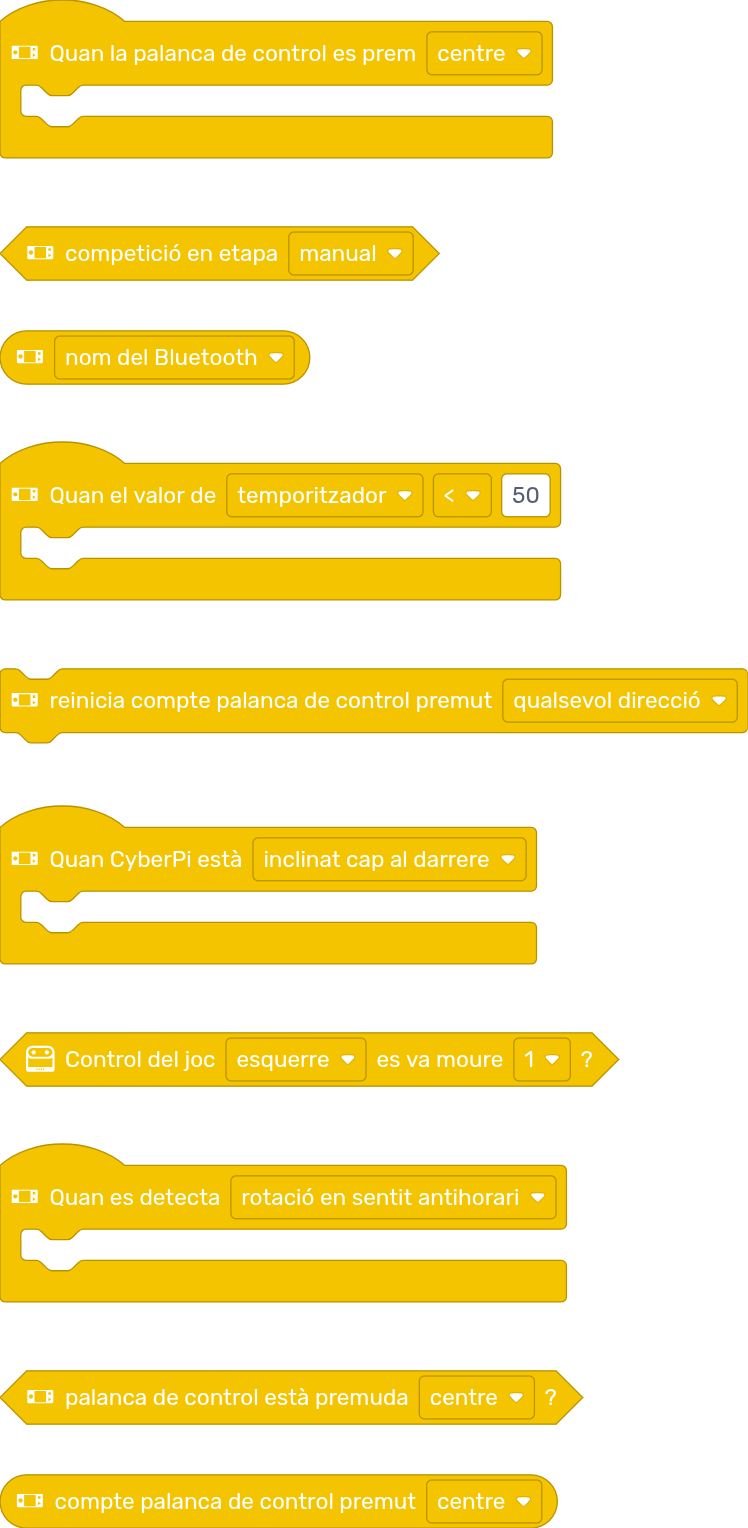 Quan la palanca de control es prem centre
competició en etapa manual
nom del Bluetooth
Quan el valor de temporitzador < 50
reinicia compte palanca de control premut qualsevol direcció
Quan CyberPi està inclinat cap al darrere
Control del joc esquerre es va moure 1 ?
Quan es detecta rotació en sentit antihorari
palanca de control està premuda centre ?
compte palanca de control premut centre